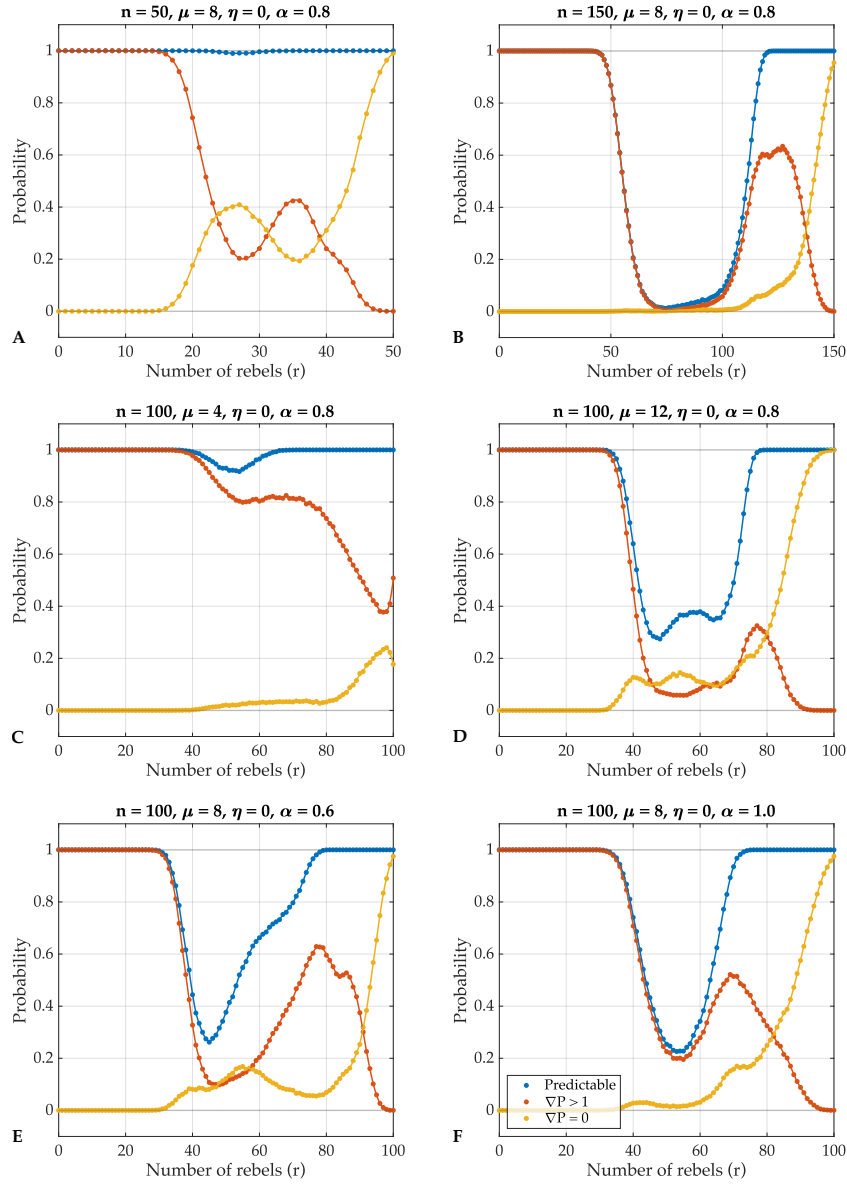 n = 50, μ = 8, η = 0, α = 0.8
1
0.8
0.6
0.4
0.2
0
Probability
0 10 20 30 40 50
Number of rebels (r)
A
n = 150, μ = 8, η = 0, α = 0.8
1
0.8
0.6
0.4
0.2
0
Probability
0 50 100 150
Number of rebels (r)
B
n = 100, μ = 4, η = 0, α = 0.8
1
0.8
0.6
0.4
0.2
0
Probability
0 20 40 60 80 100
Number of rebels (r)
C
n = 100, μ = 12, η = 0, α = 0.8
1
0.8
0.6
0.4
0.2
0
Probability
20 40 60 80 100
Number of rebels (r)
D
n = 100, μ = 8, η = 0, α = 0.6
1
0.8
0.6
0.4
0.2
0
Probability
0 20 40 60 80 100
Number of rebels (r)
E
n = 100, μ = 8, η = 0, α = 1.0
1
0.8
0.6
0.4
0.2
0
Probability
Predictable
∇P > 1
∇P = 0
0 20 40 60 80 100
Number of rebels (r)
F